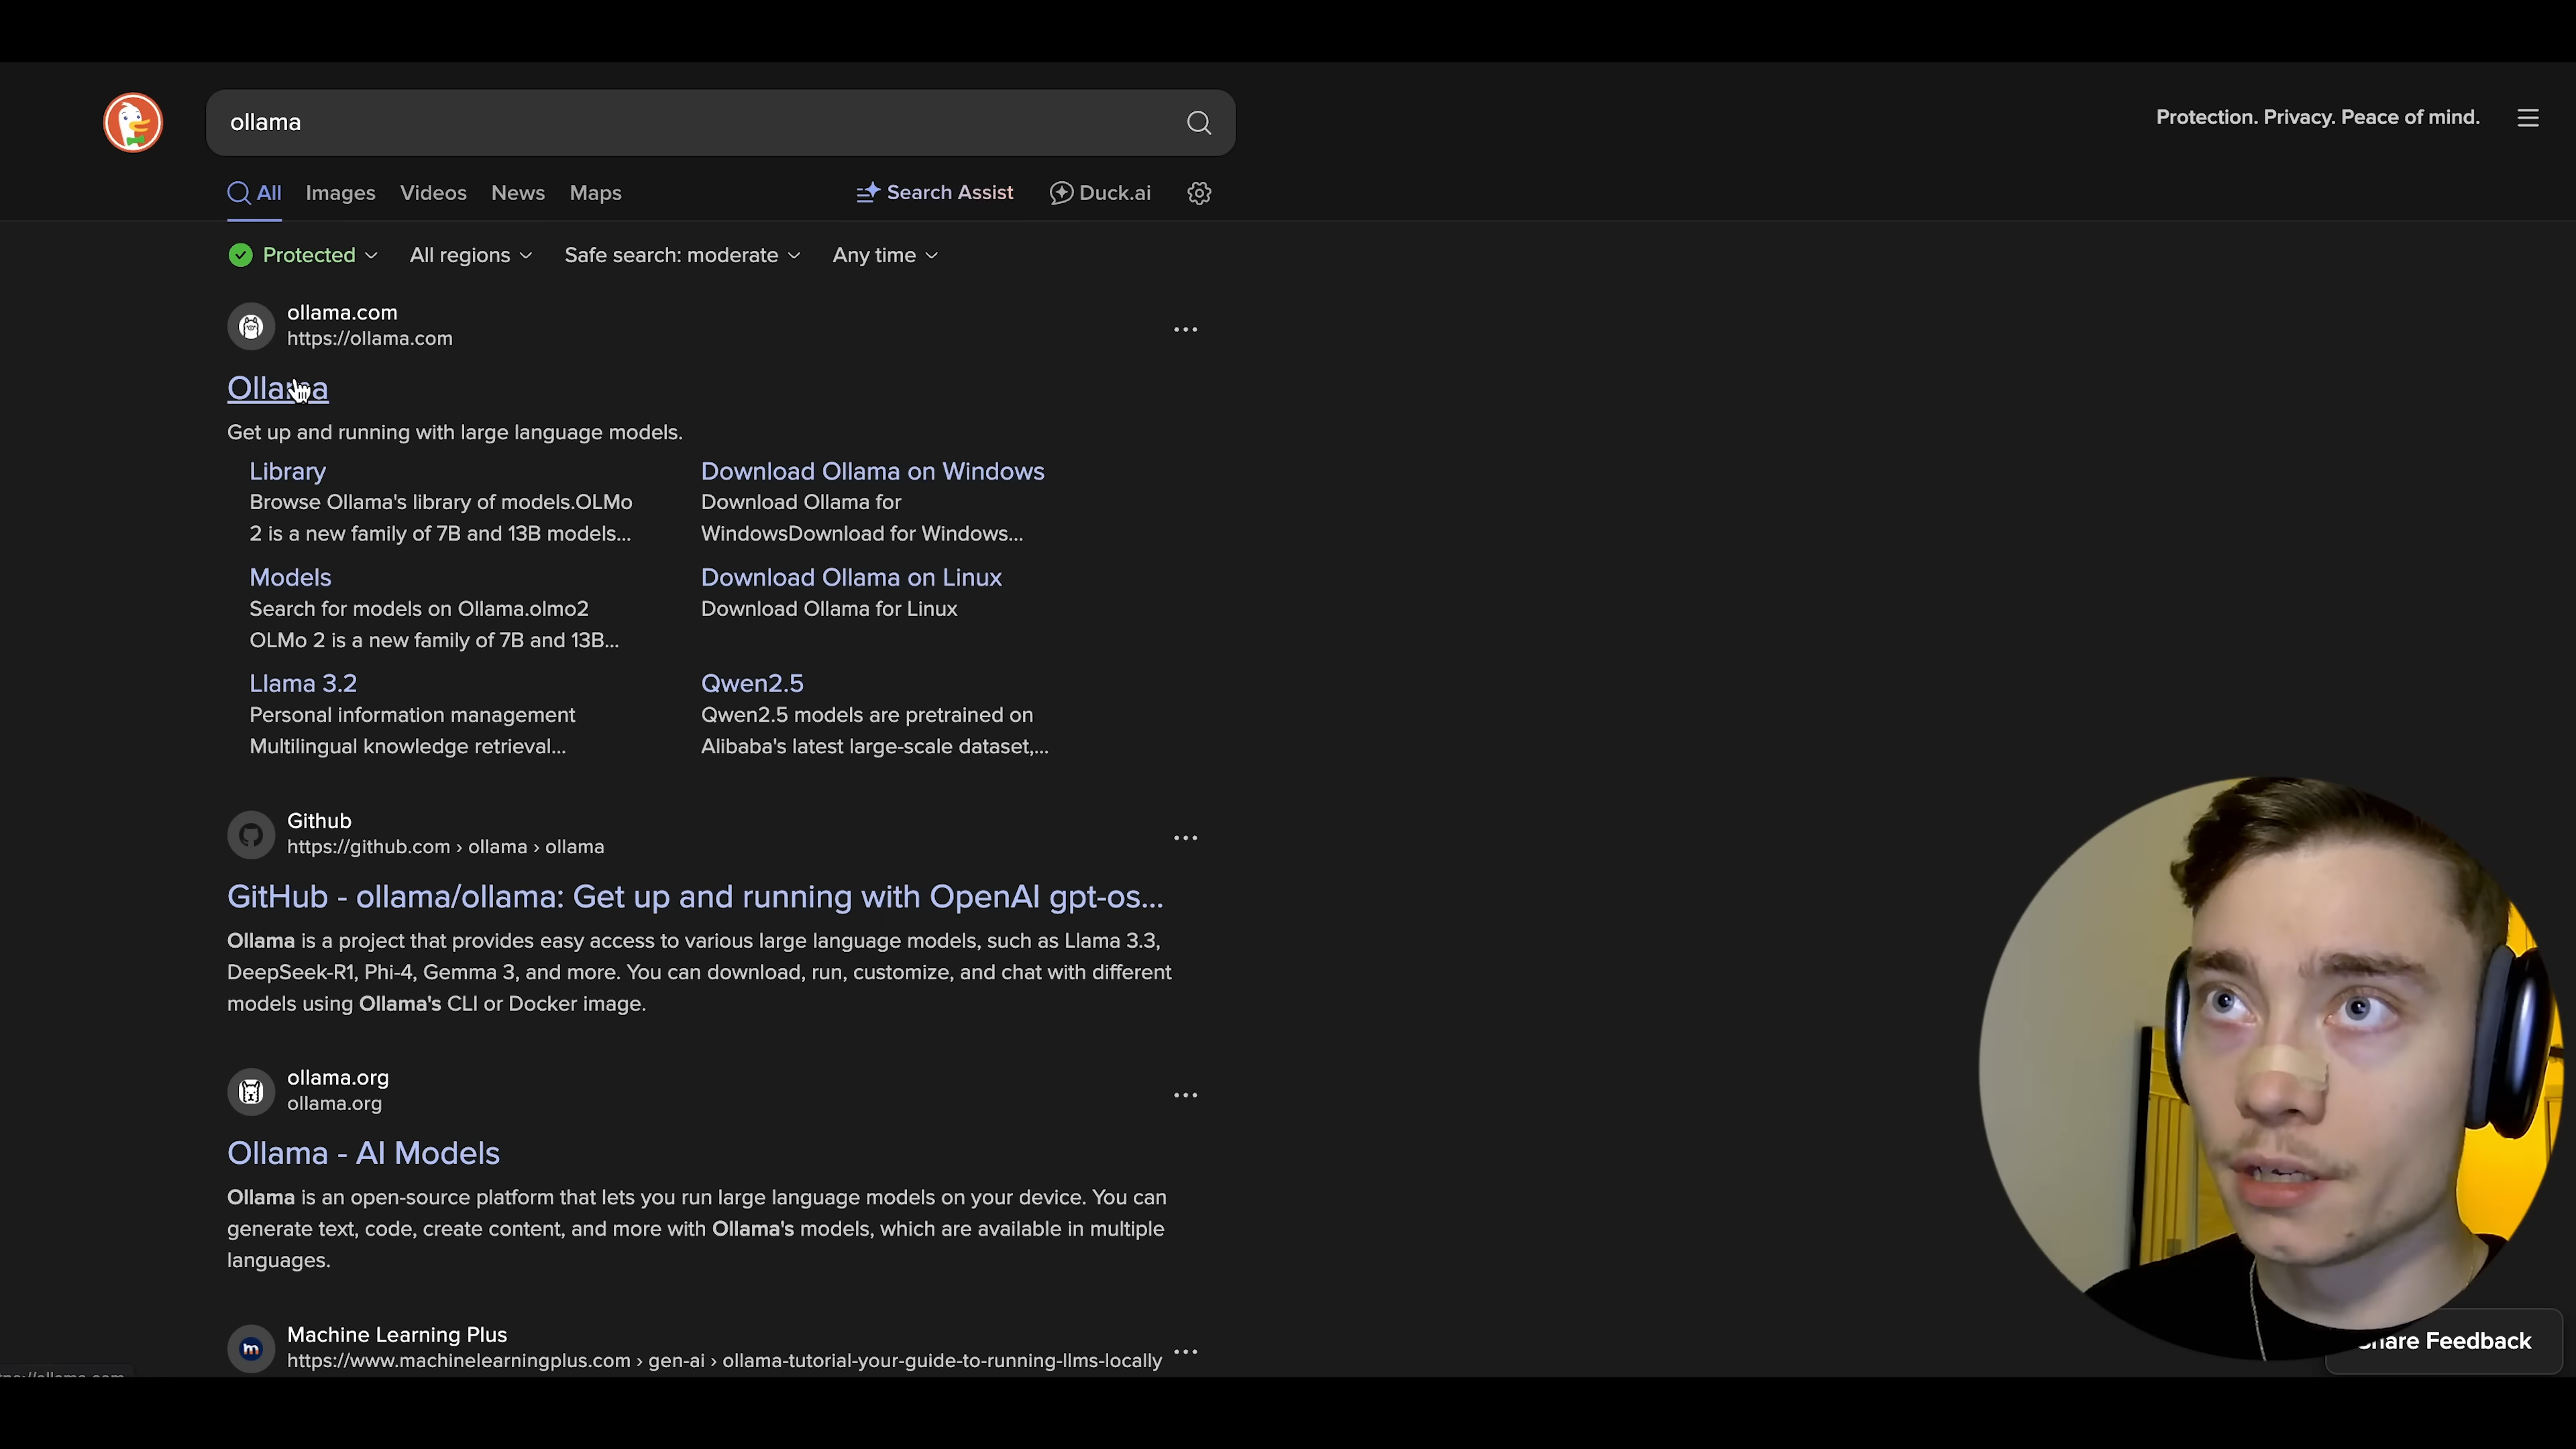 ollama
Protection. Privacy. Peace of mind.
All Images Videos News Maps Search Assist Duck.ai
Protected All regions Safe search: moderate Any time
ollama.com
https://ollama.com
Ollama
Get up and running with large language models.
Library
Browse Ollama's library of models.OLMo
2 is a new family of 7B and 13B models...
Download Ollama on Windows
Download Ollama for
WindowsDownload for Windows...
Models
Search for models on Ollama.olmo2
OLMo 2 is a new family of 7B and 13B...
Download Ollama on Linux
Download Ollama for Linux
Llama 3.2
Personal information management
Multilingual knowledge retrieval...
Qwen2.5
Qwen2.5 models are pretrained on
Alibaba's latest large-scale dataset,...
Github
https://github.com › ollama › ollama
GitHub - ollama/ollama: Get up and running with OpenAI gpt-os...
Ollama is a project that provides easy access to various large language models, such as Llama 3.3,
DeepSeek-R1, Phi-4, Gemma 3, and more. You can download, run, customize, and chat with different
models using Ollama's CLI or Docker image.
ollama.org
ollama.org
Ollama - AI Models
Ollama is an open-source platform that lets you run large language models on your device. You can
generate text, code, create content, and more with Ollama's models, which are available in multiple
languages.
Machine Learning Plus
https://www.machinelearningplus.com › gen-ai › ollama-tutorial-your-guide-to-running-llms-locally
Feedback